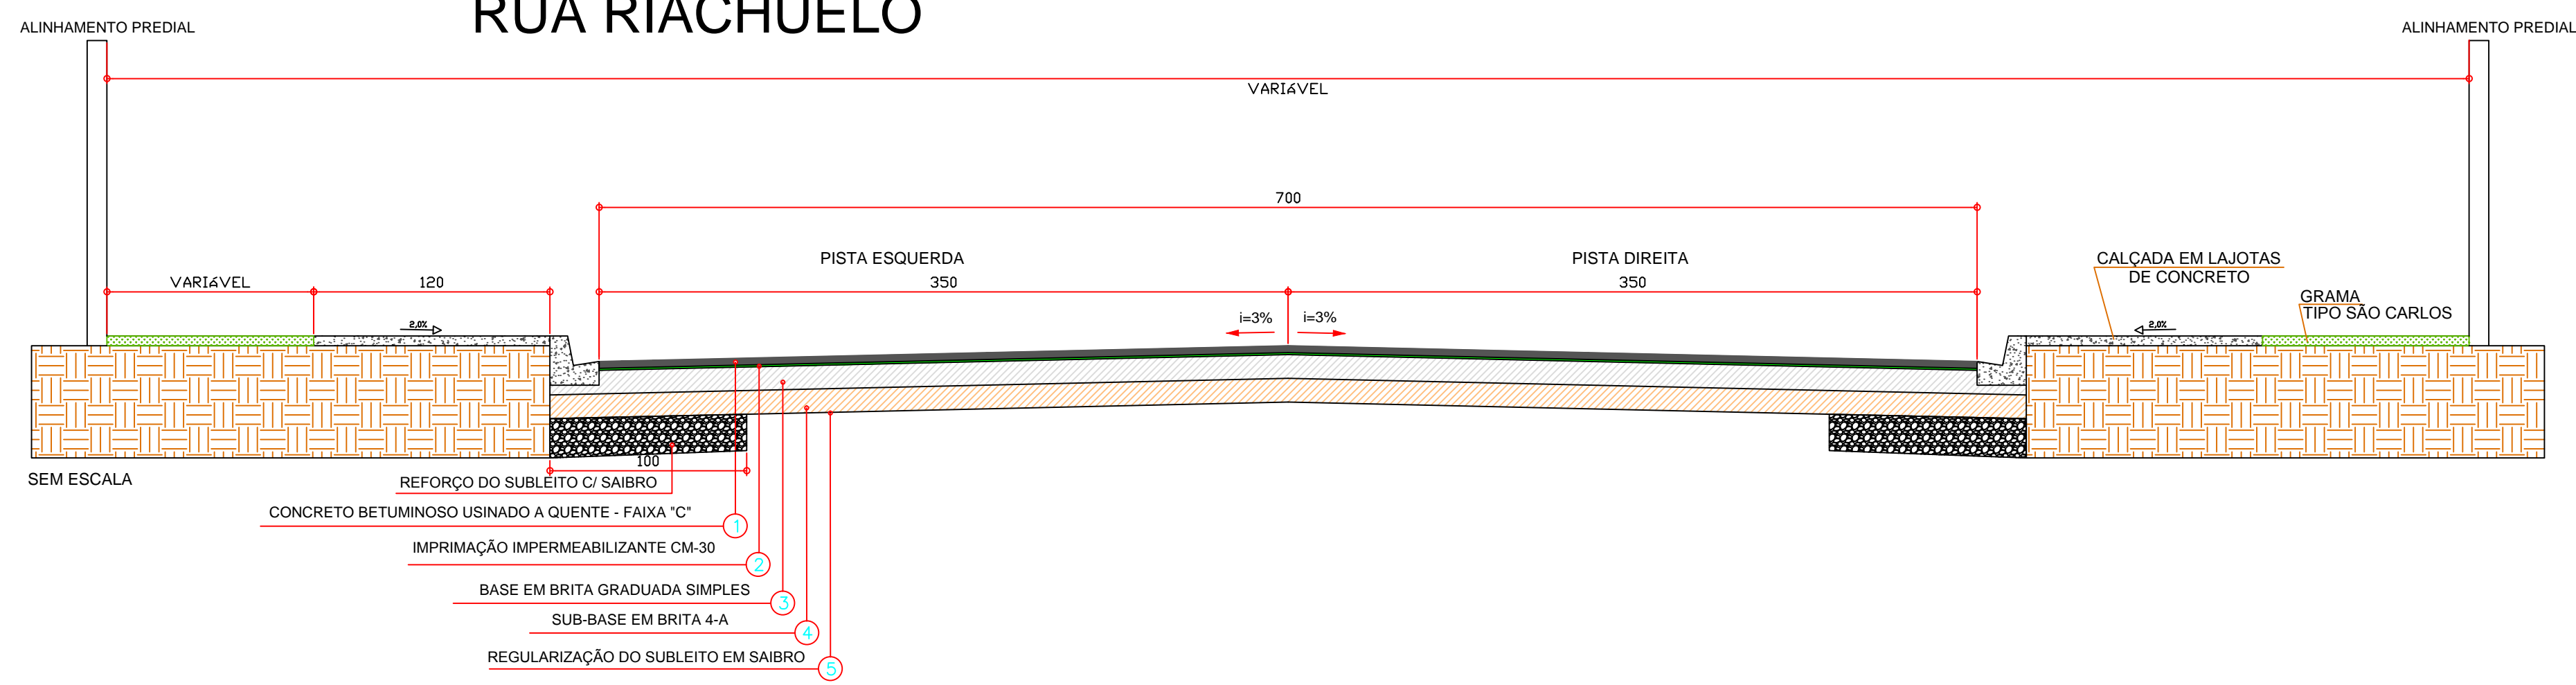 RUA RIACHUELO
ALINHAMENTO PREDIAL
ALINHAMENTO PREDIAL
VARIÁVEL
700
PISTA ESQUERDA
PISTA DIREITA
CALÇADA EM LAJOTAS
DE CONCRETO
VARIÁVEL
120
350
350
GRAMA
TIPO SÃO CARLOS
2,0%
i=3%
i=3%
2,0%
100
SEM ESCALA
REFORÇO DO SUBLEITO C/ SAIBRO
CONCRETO BETUMINOSO USINADO A QUENTE - FAIXA "C"
1
IMPRIMAÇÃO IMPERMEABILIZANTE CM-30
2
BASE EM BRITA GRADUADA SIMPLES
3
SUB-BASE EM BRITA 4-A
4
REGULARIZAÇÃO DO SUBLEITO EM SAIBRO
5